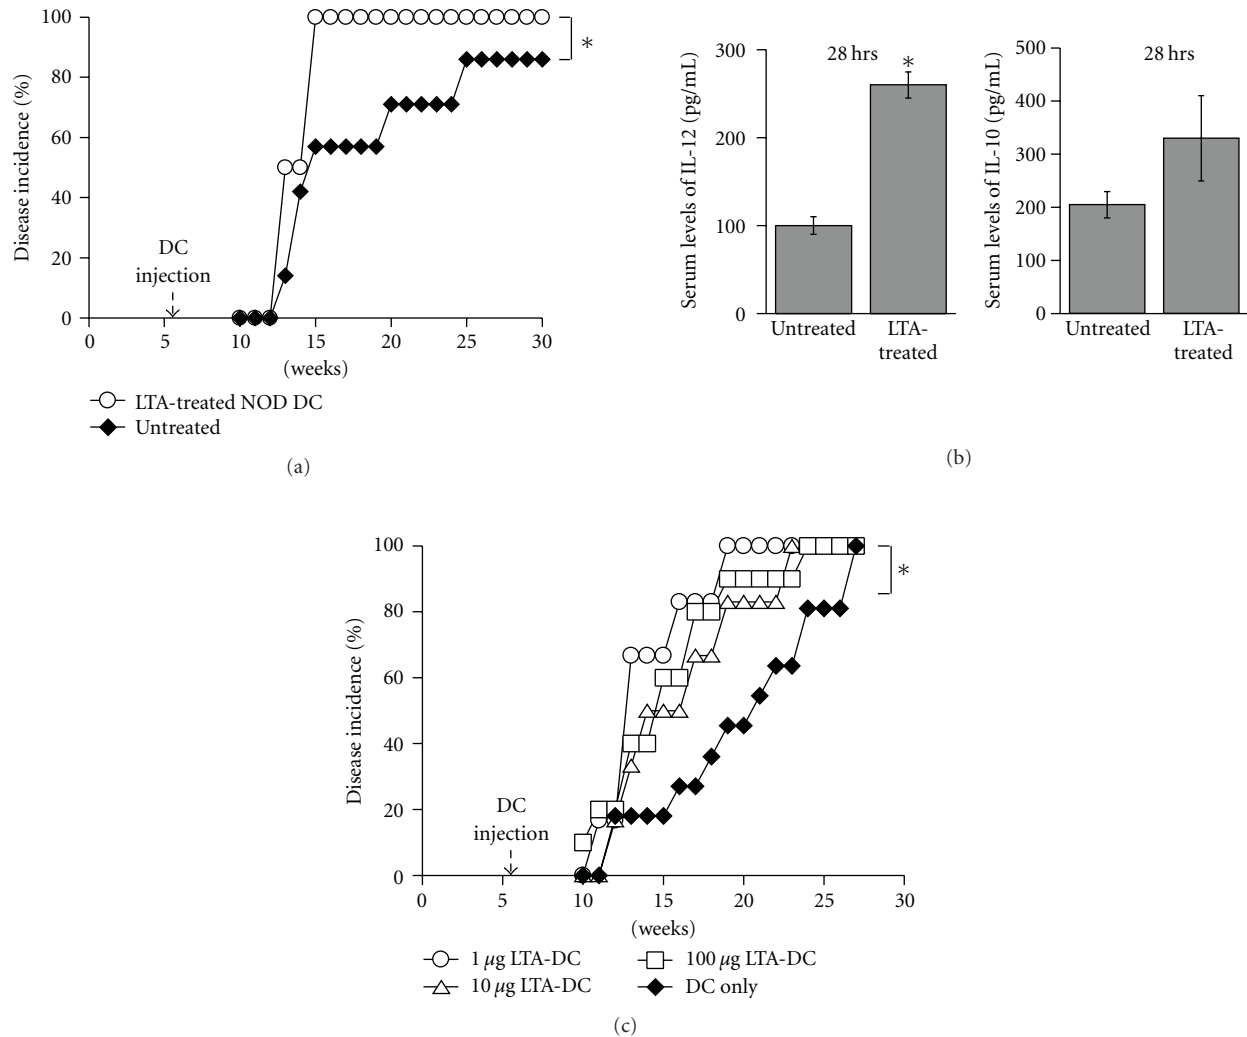 100
80
60
40
20
0
Disease incidence (%)
DC
injection
*
0 5 10 15 20 25 30
(weeks)
LTA-treated NOD DC
Untreated
(a)
300
200
100
0
Serum levels of IL-12 (pg/mL)
28 hrs
*
Untreated
LTA-
treated
500
400
300
200
100
0
Serum levels of IL-10 (pg/mL)
28 hrs
Untreated
LTA-
treated
(b)
100
80
60
40
20
0
Disease incidence (%)
DC
injection
*
0 5 10 15 20 25 30
(weeks)
1 µg LTA-DC
10 µg LTA-DC
100 µg LTA-DC
DC only
(c)